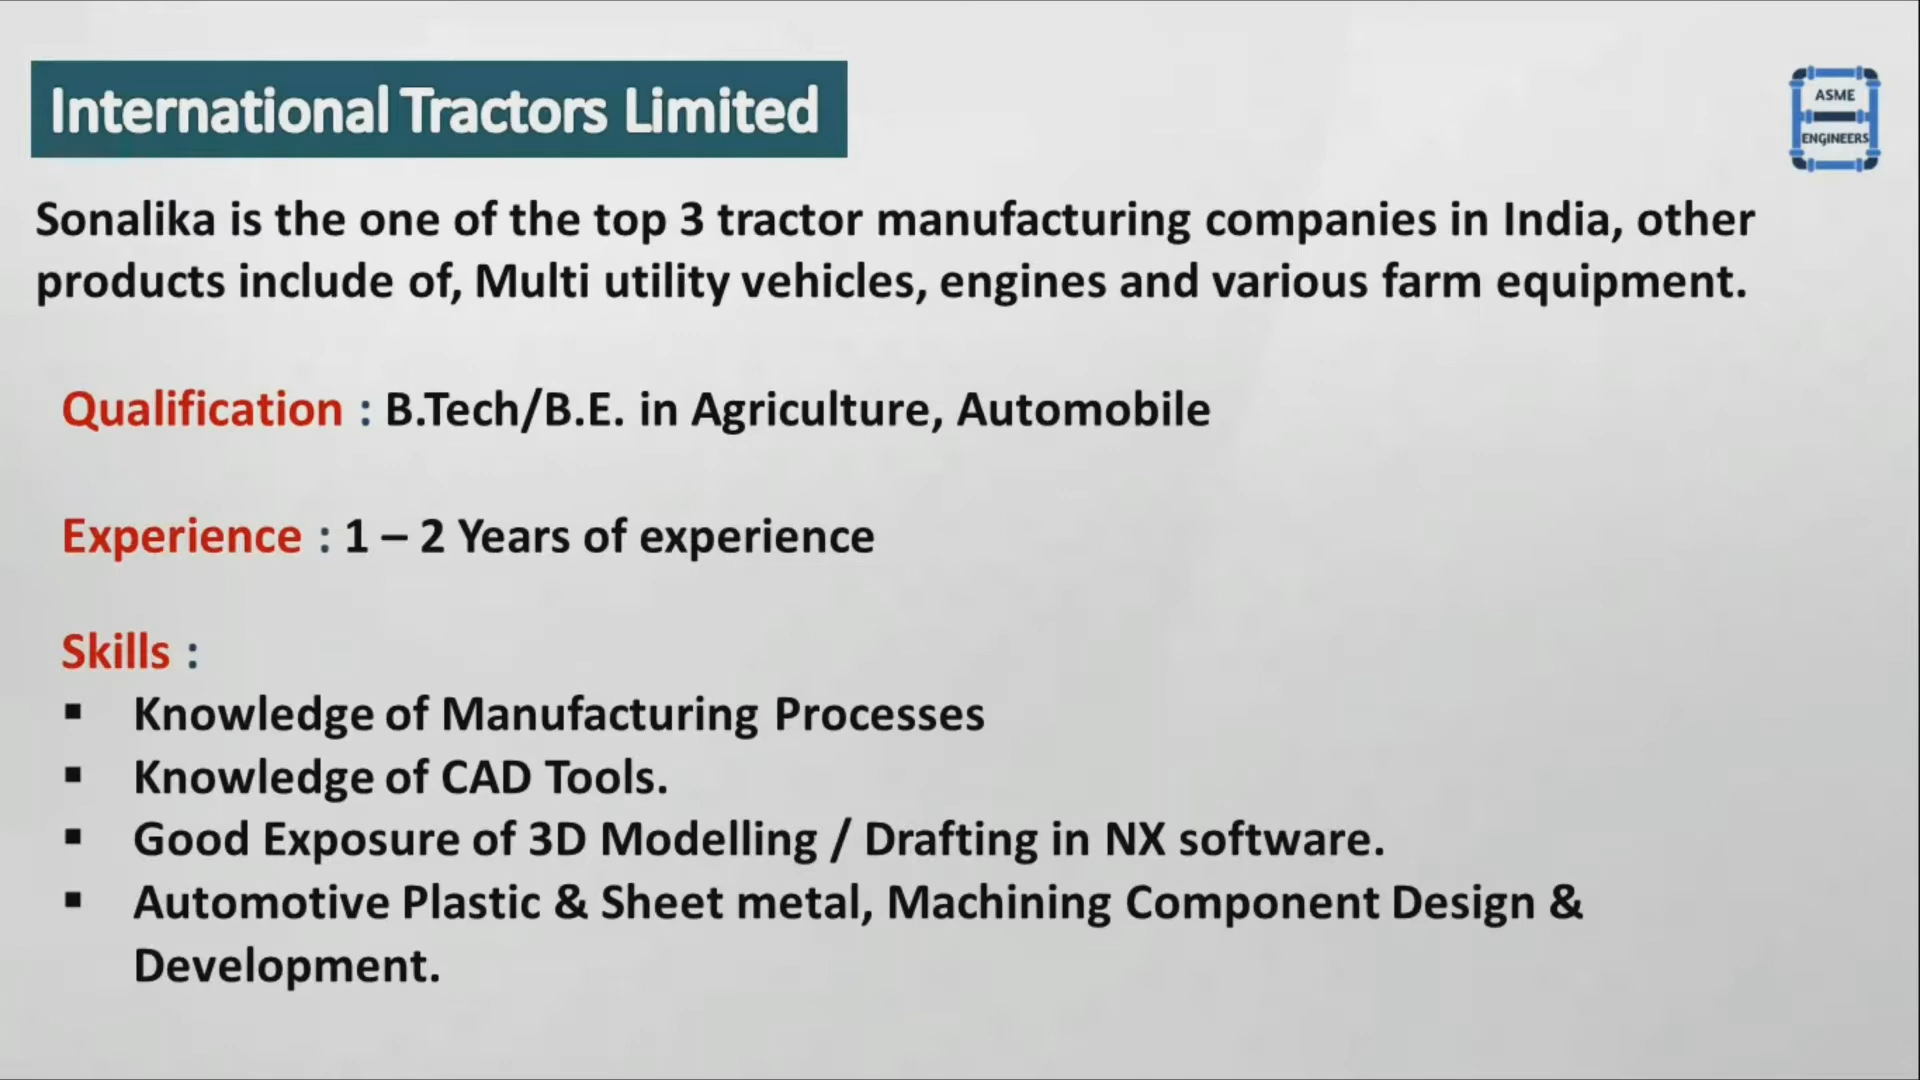 International Tractors Limited
ASME
ENGINEERS
Sonalika is the one of the top 3 tractor manufacturing companies in India, other
products include of, Multi utility vehicles, engines and various farm equipment.
Qualification : B.Tech/B.E. in Agriculture, Automobile
Experience : 1 – 2 Years of experience
Skills :
▪ Knowledge of Manufacturing Processes
▪ Knowledge of CAD Tools.
▪ Good Exposure of 3D Modelling / Drafting in NX software.
▪ Automotive Plastic & Sheet metal, Machining Component Design &
Development.